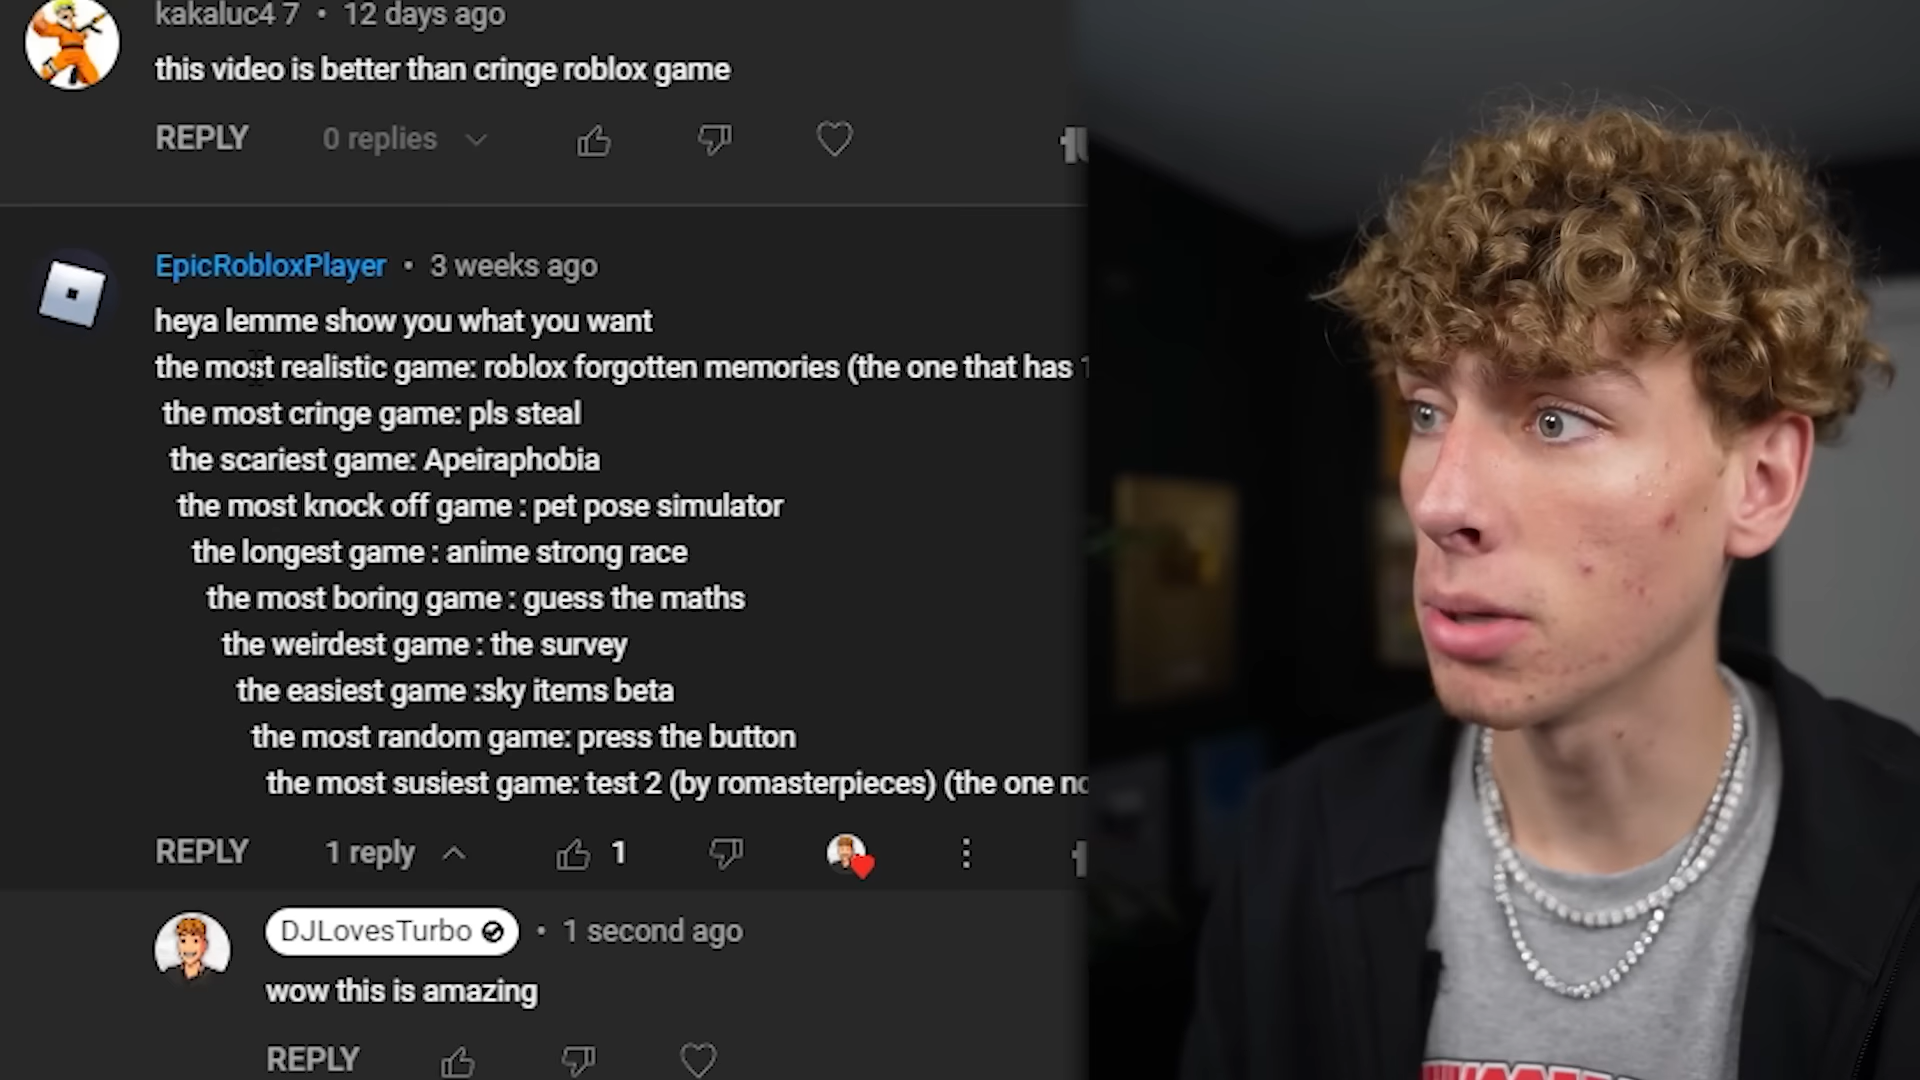 kakaluc4 7 • 12 days ago
this video is better than cringe roblox game
REPLY 0 replies
EpicRobloxPlayer • 3 weeks ago
heya lemme show you what you want
the most realistic game: roblox forgotten memories (the one that has
the most cringe game: pls steal
the scariest game: Apeiraphobia
the most knock off game : pet pose simulator
the longest game : anime strong race
the most boring game : guess the maths
the weirdest game : the survey
the easiest game :sky items beta
the most random game: press the button
the most susiest game: test 2 (by romasterpieces) (the one
REPLY 1 reply 1
DJLovesTurbo • 1 second ago
wow this is amazing
REPLY